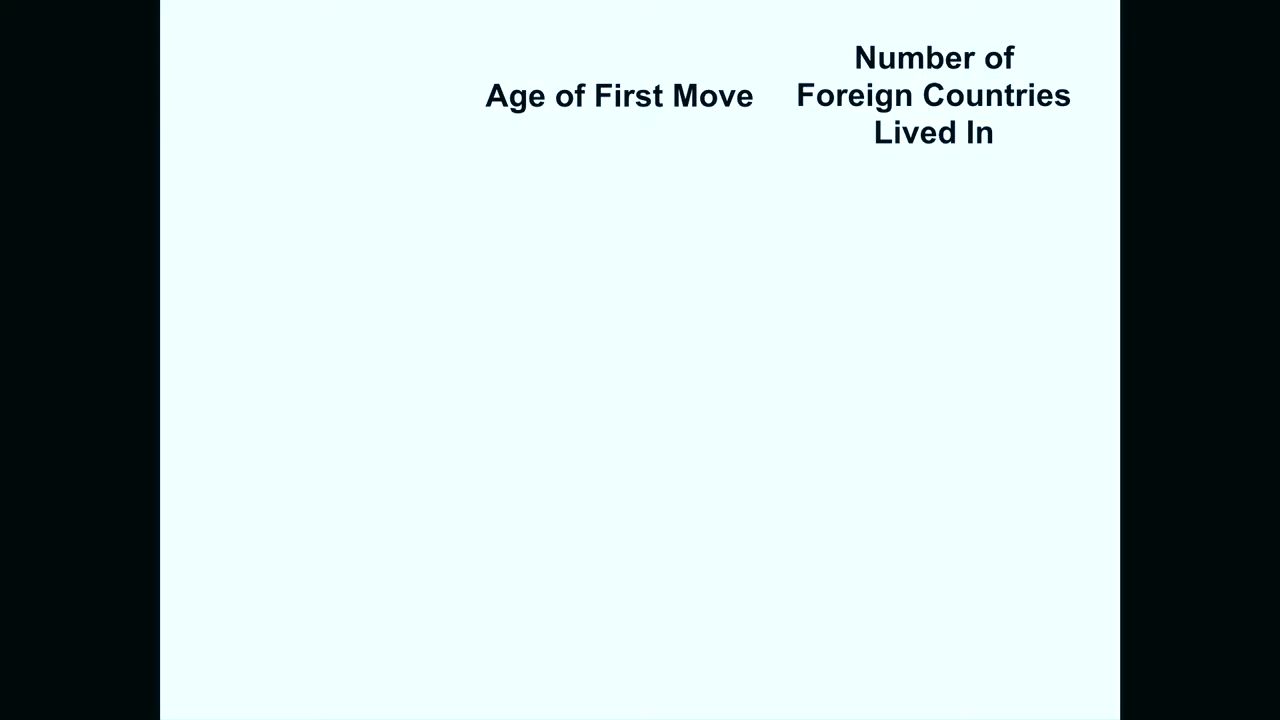 Age of First Move
Number of
Foreign Countries
Lived In